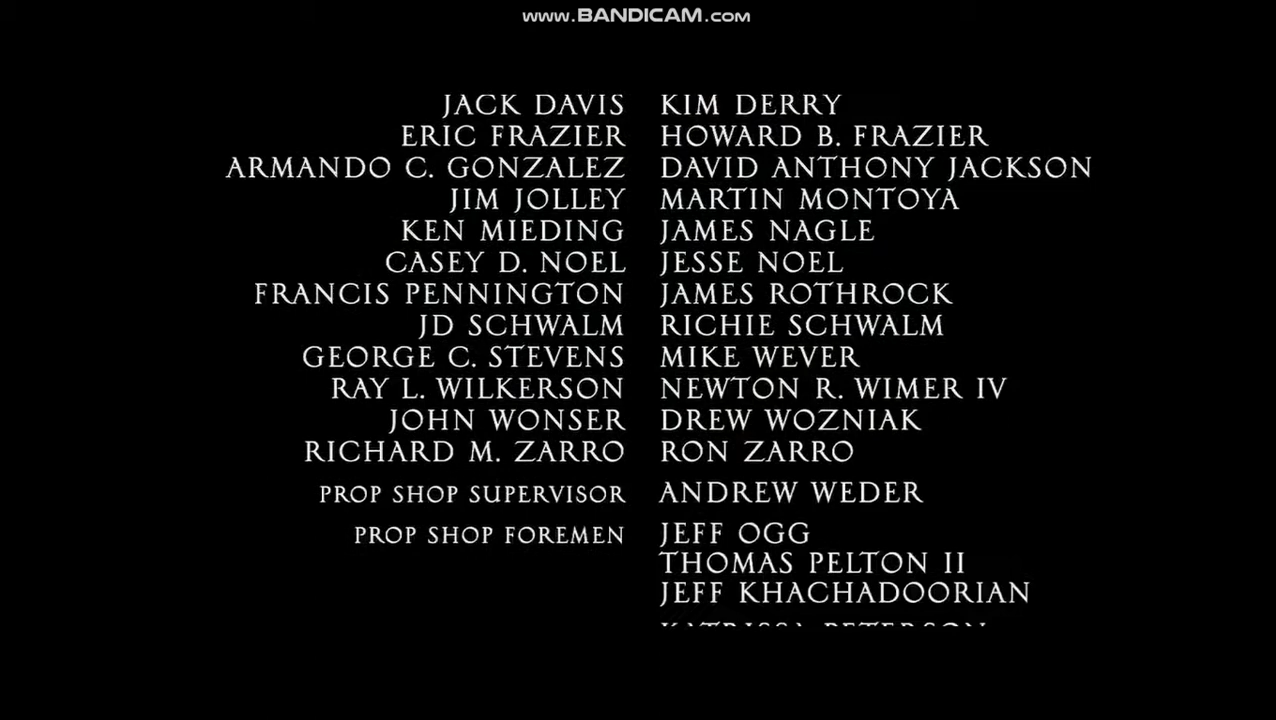 www.BANDICAM.com
JACK DAVIS KIM DERRY
ERIC FRAZIER HOWARD B. FRAZIER
ARMANDO C. GONZALEZ DAVID ANTHONY JACKSON
JIM JOLLEY MARTIN MONTOYA
KEN MIEDING JAMES NAGLE
CASEY D. NOEL JESSE NOEL
FRANCIS PENNINGTON JAMES ROTHROCK
JD SCHWALM RICHIE SCHWALM
GEORGE C. STEVENS MIKE WEVER
RAY L. WILKERSON NEWTON R. WIMER IV
JOHN WONSER DREW WOZNIAK
RICHARD M. ZARRO RON ZARRO
PROP SHOP SUPERVISOR ANDREW WEDER
PROP SHOP FOREMEN JEFF OGG
THOMAS PELTON II
JEFF KHACHADOORIAN
KATRISSA PETERSON